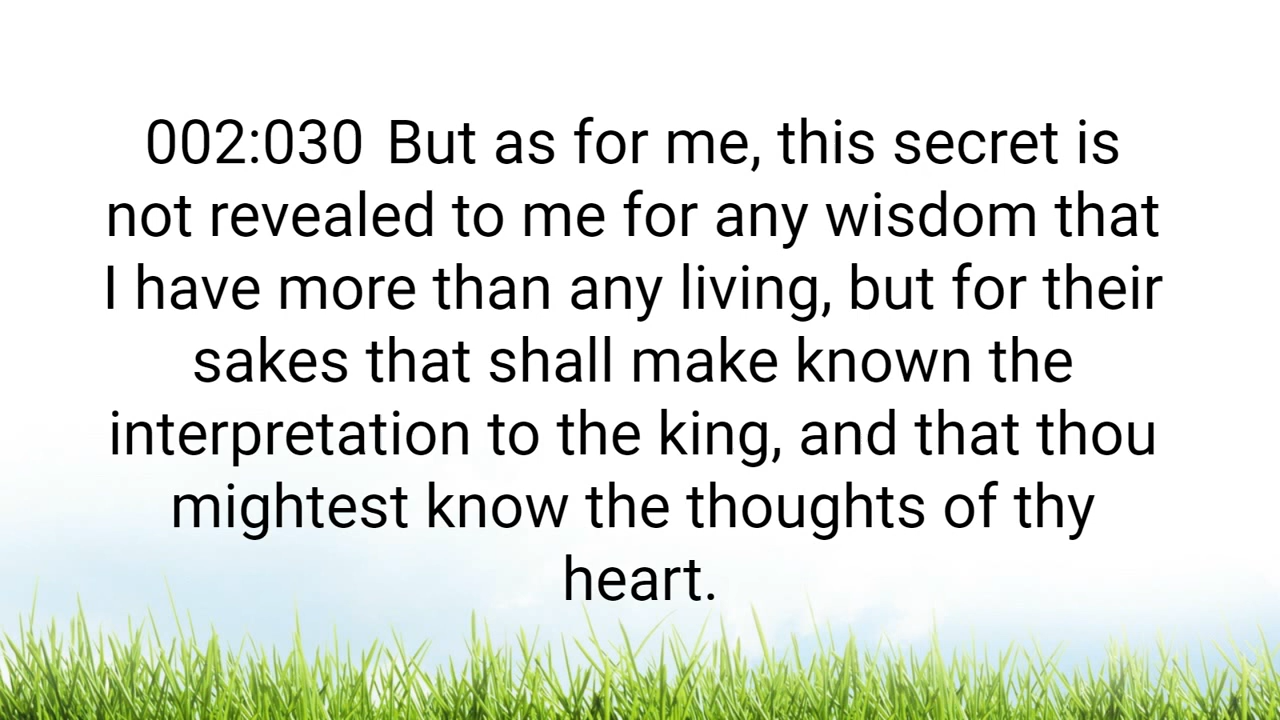 002:030 But as for me, this secret is
not revealed to me for any wisdom that
I have more than any living, but for their
sakes that shall make known the
interpretation to the king, and that thou
mightest know the thoughts of thy
heart.